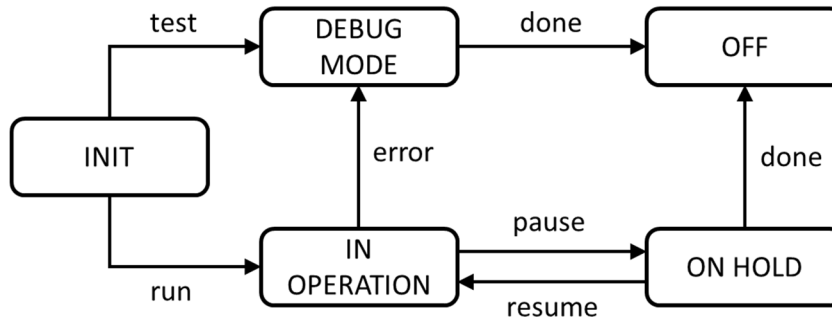 test
DEBUG
MODE
done
OFF
INIT
error
done
run
IN
OPERATION
pause
resume
ON HOLD